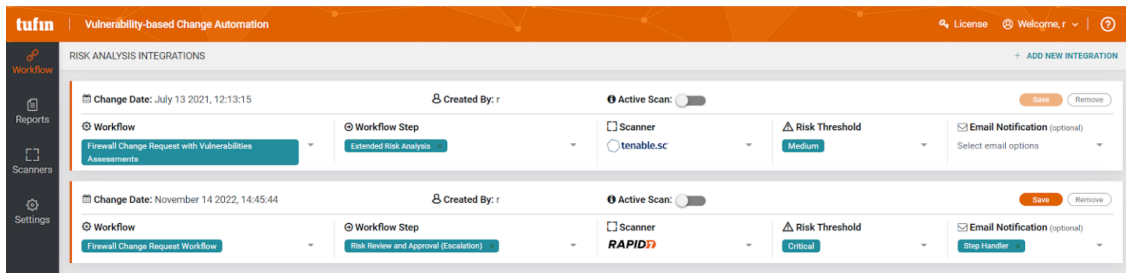 tufin Vulnerability-based Change Automation License Welcome, r
Workflow
Reports
Scanners
Settings
RISK ANALYSIS INTEGRATIONS + ADD NEW INTEGRATION
Change Date: July 13 2021, 12:13:15 Created By: r Active Scan: Save Remove
Workflow Workflow Step Scanner Risk Threshold Email Notification (optional)
Firewall Change Request with Vulnerabilities
Assessments
Extended Risk Analysis × tenable.sc Medium Select email options
Change Date: November 14 2022, 14:45:44 Created By: r Active Scan: Save Remove
Workflow Workflow Step Scanner Risk Threshold Email Notification (optional)
Firewall Change Request Workflow Risk Review and Approval (Escalation) × RAPID7 Critical Step Handler ×